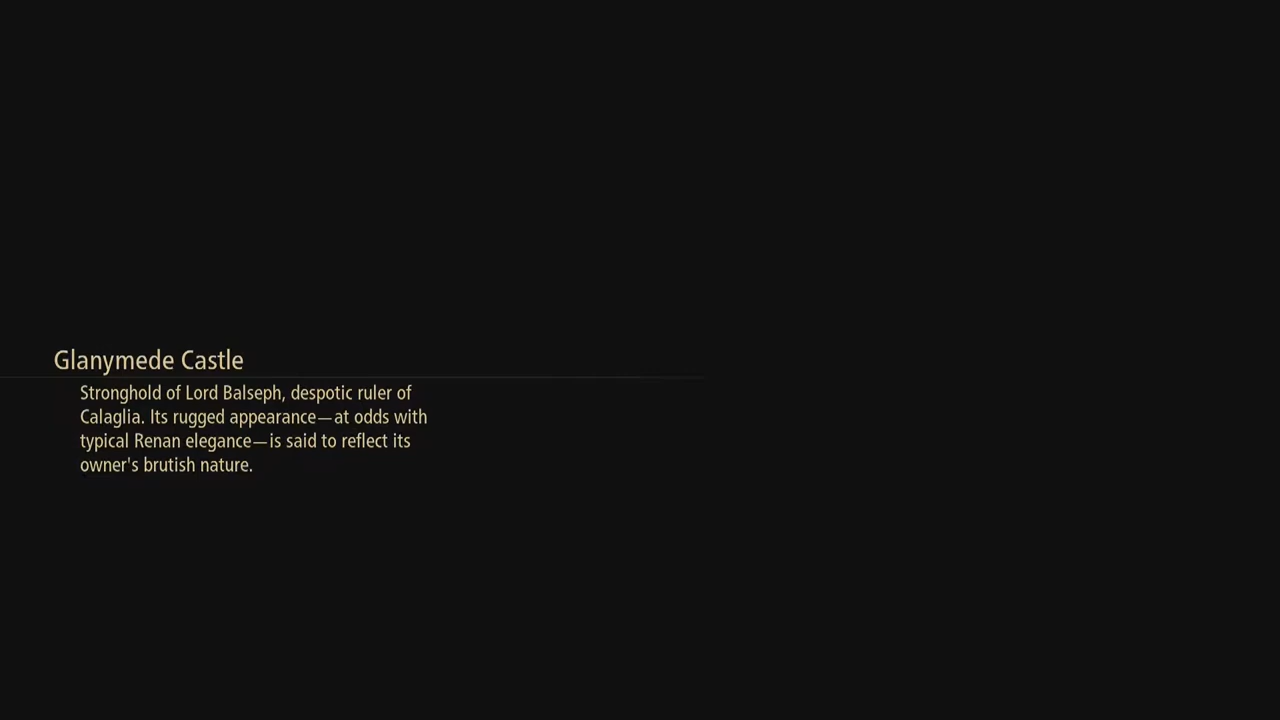 Glanymede Castle
Stronghold of Lord Balseph, despotic ruler of
Calaglia. Its rugged appearance—at odds with
typical Renan elegance—is said to reflect its
owner's brutish nature.